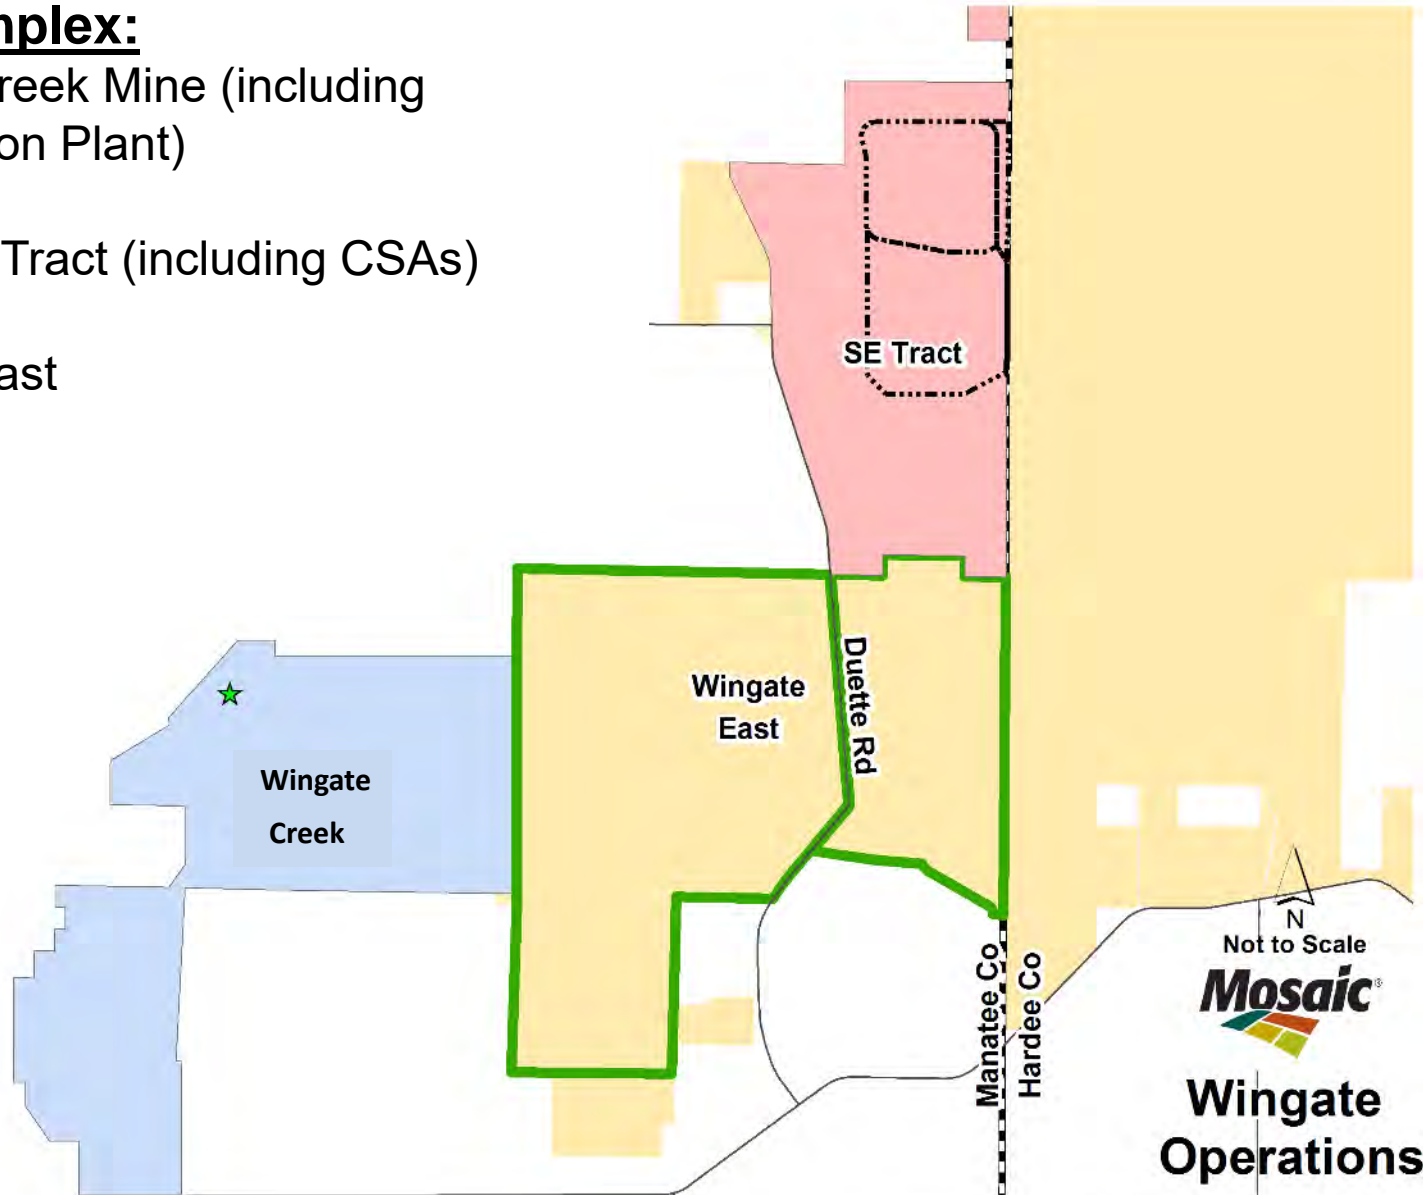 mplex:
reek Mine (including
on Plant)
Tract (including CSAs)
ast
SE Tract
Wingate
East
Duette Rd
Wingate
Creek
Manatee Co
Hardee Co
N
Not to Scale
Mosaic®
Wingate
Operations